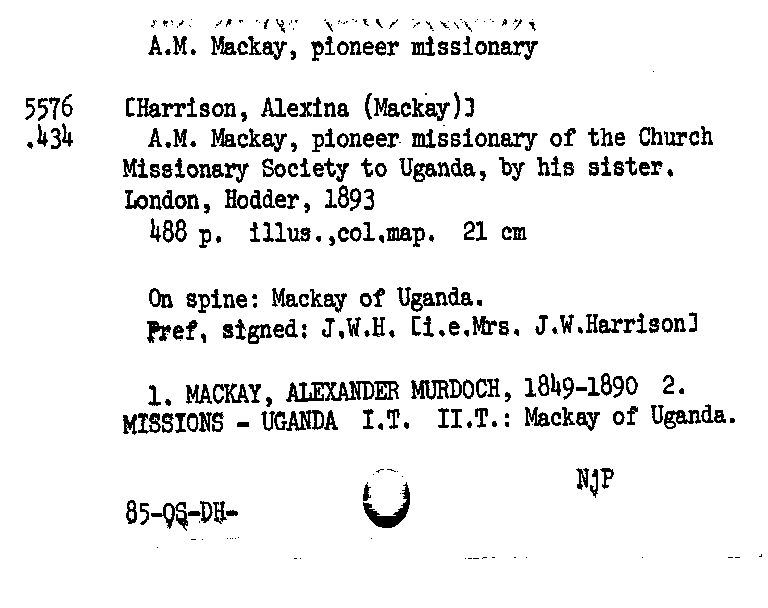 A.M. Mackay, pioneer missionary
5576 [Harrison, Alexina (Mackay)]
.434 A.M. Mackay, pioneer missionary of the Church
Missionary Society to Uganda, by his sister.
London, Hodder, 1893
488 p. illus.,col.map. 21 cm
On spine: Mackay of Uganda.
Pref. signed: J.W.H. [i.e.Mrs. J.W.Harrison]
1. MACKAY, ALEXANDER MURDOCH, 1849-1890 2.
MISSIONS - UGANDA I.T. II.T.: Mackay of Uganda.
NjP
85-QS-DH-